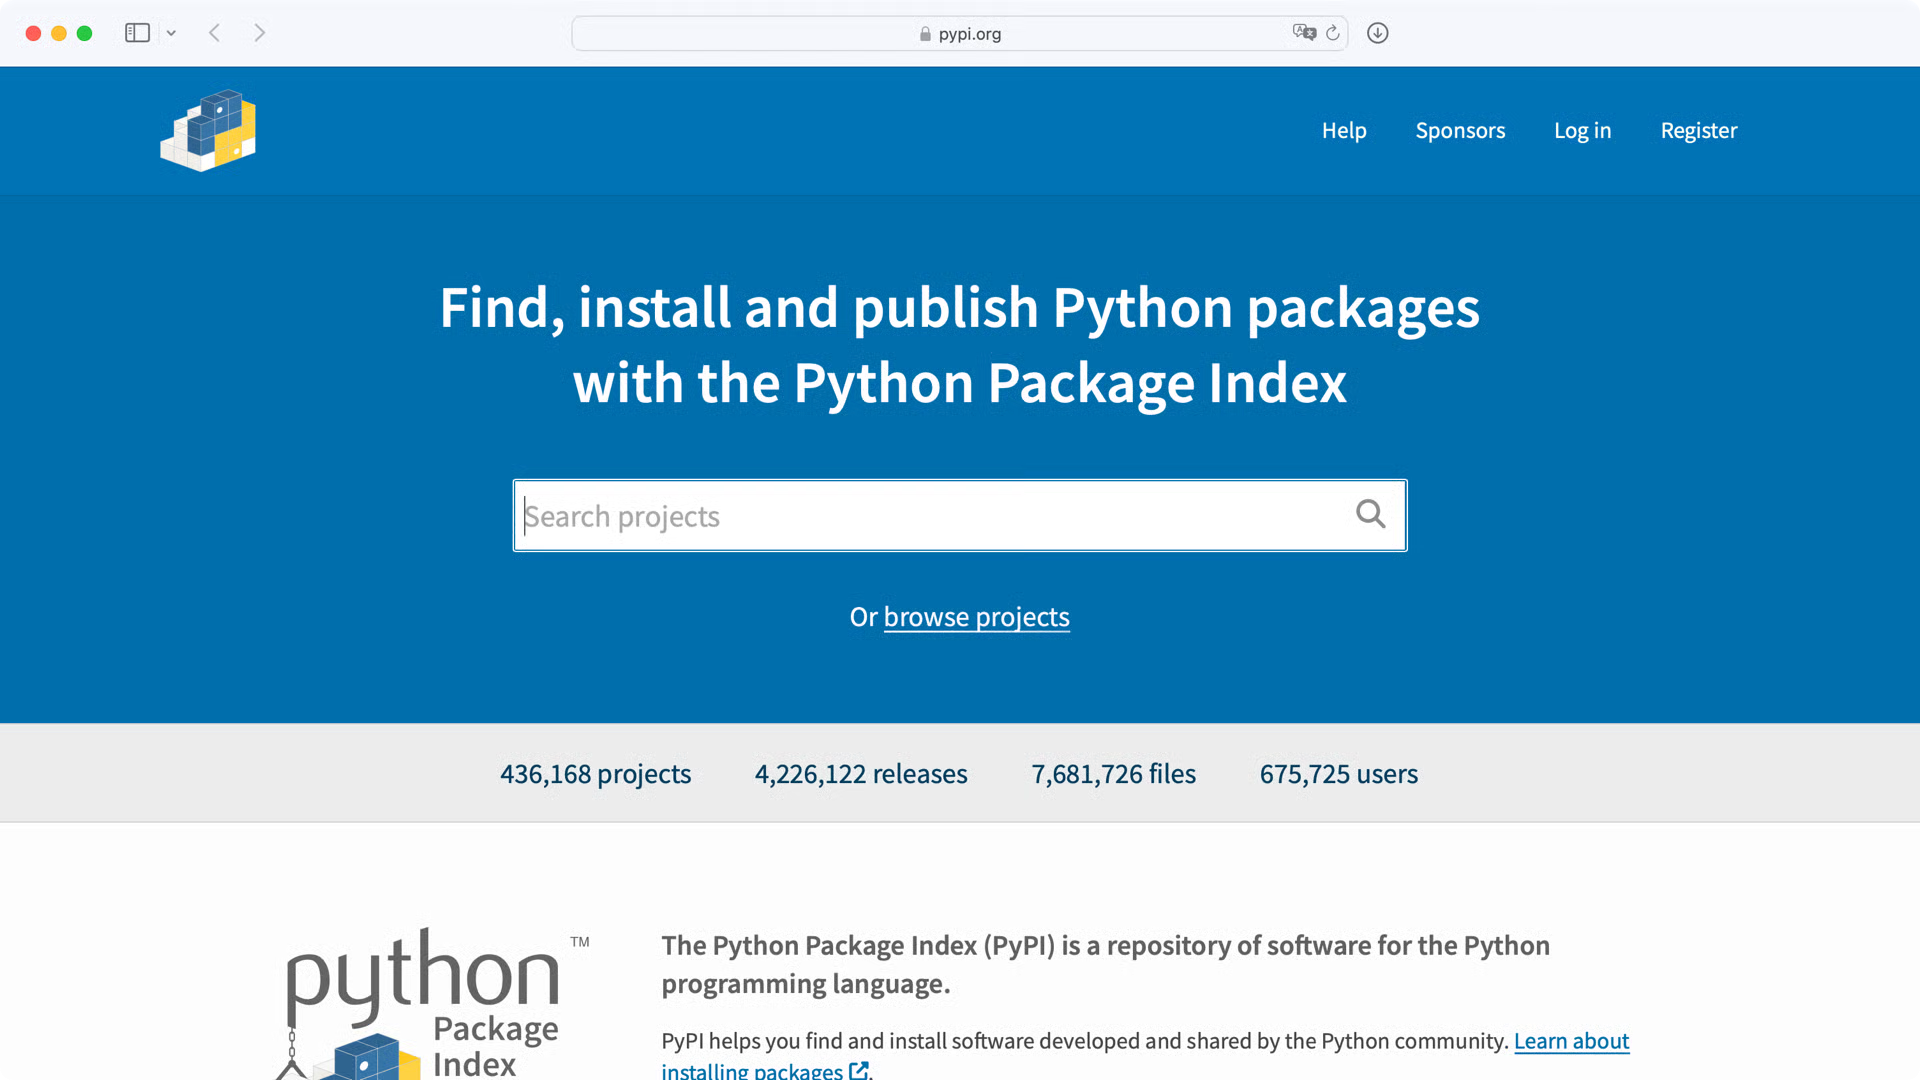 pypi.org
Help
Sponsors
Log in
Register
Find, install and publish Python packages
with the Python Package Index
Search projects
Or browse projects
436,168 projects
4,226,122 releases
7,681,726 files
675,725 users
python™
Package
Index
The Python Package Index (PyPI) is a repository of software for the Python
programming language.
PyPI helps you find and install software developed and shared by the Python community. Learn about
installing packages.